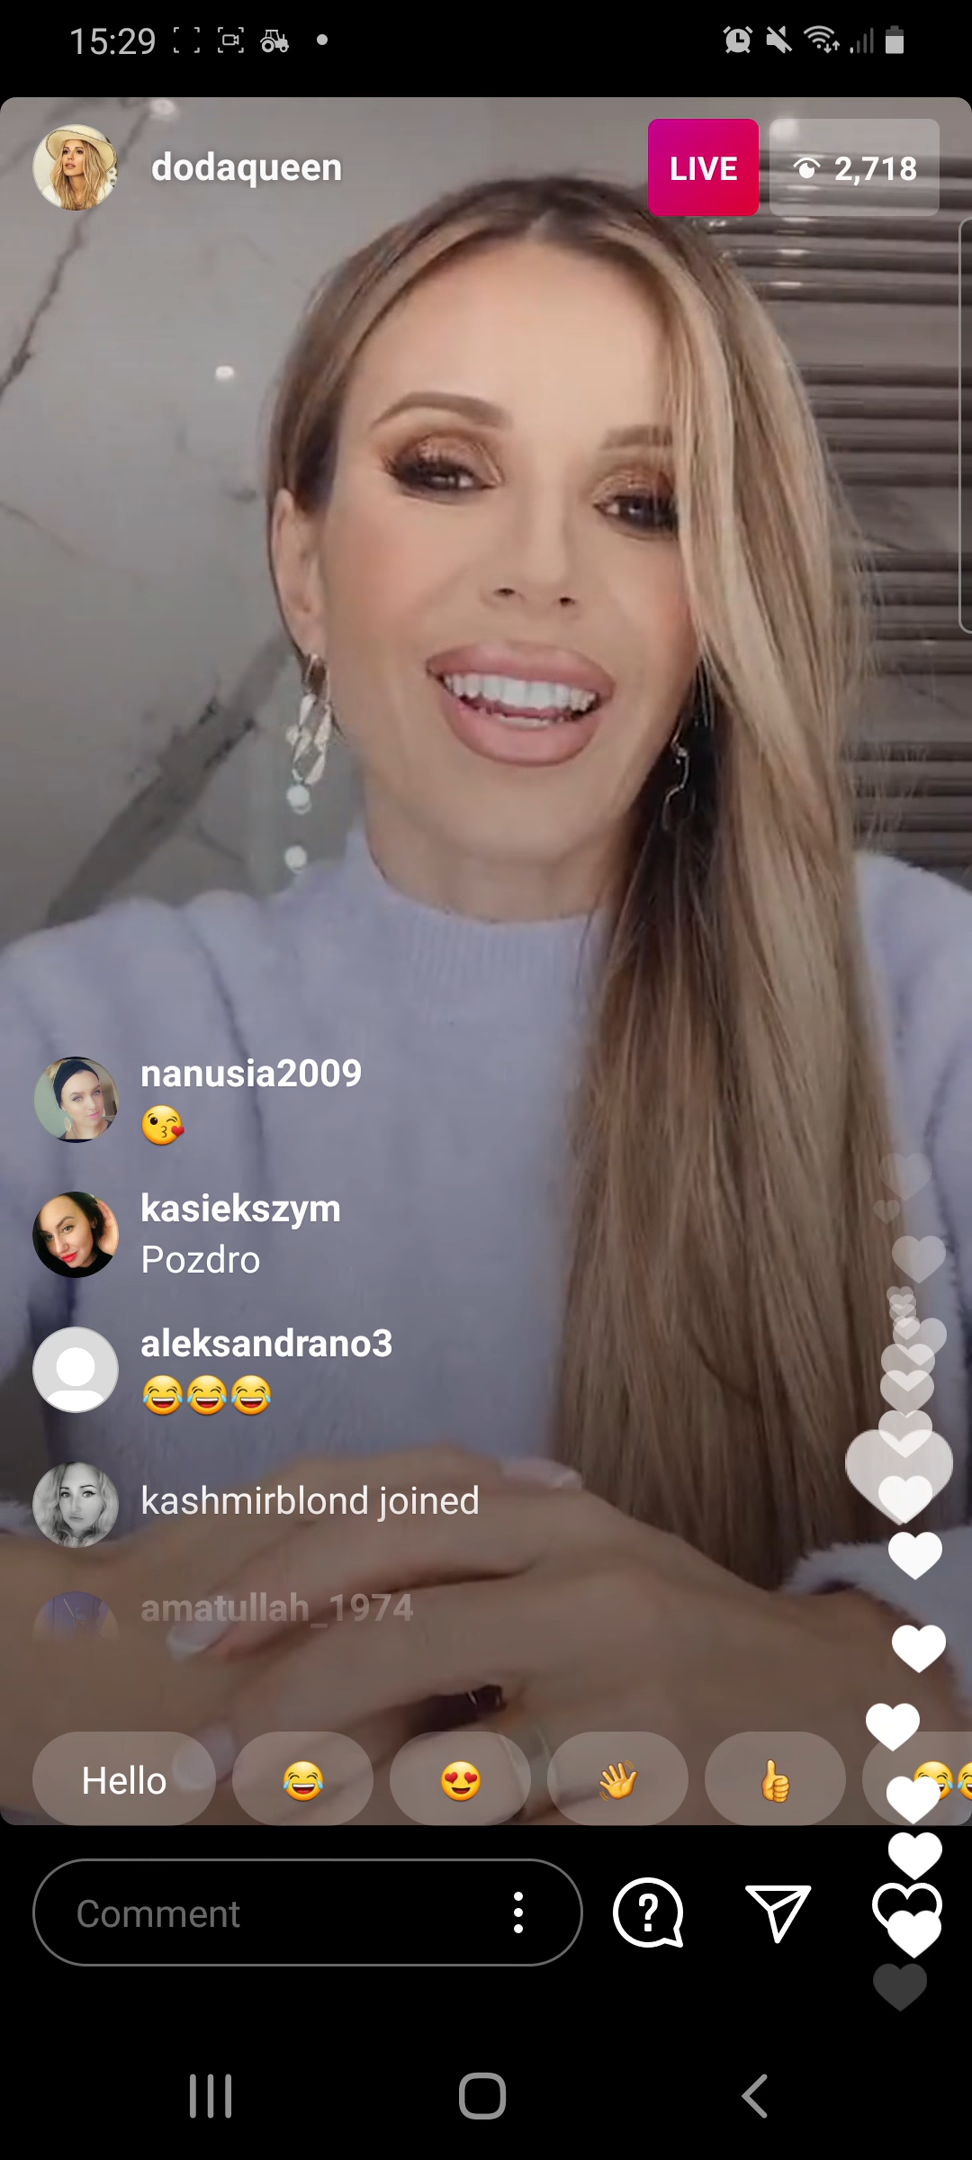 15:29
dodaqueen
LIVE
2,718
nanusia2009
kasiekszym
Pozdro
aleksandrano3
kashmirblond joined
amatullah_1974
Hello
Comment